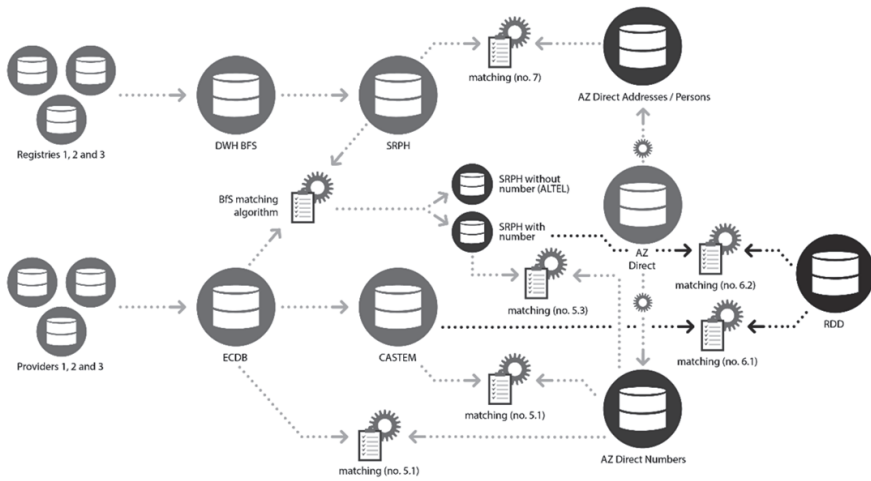 matching (no. 7)
AZ Direct Addresses / Persons
Registries 1, 2 and 3
DWH BFS
SRPH
BfS matching
algorithm
SRPH without
number (ALTEL)
SRPH with
number
AZ
Direct
matching (no. 6.2)
matching (no. 5.3)
RDD
Providers 1, 2 and 3
ECDB
CASTEM
matching (no. 6.1)
matching (no. 5.1)
AZ Direct Numbers
matching (no. 5.1)